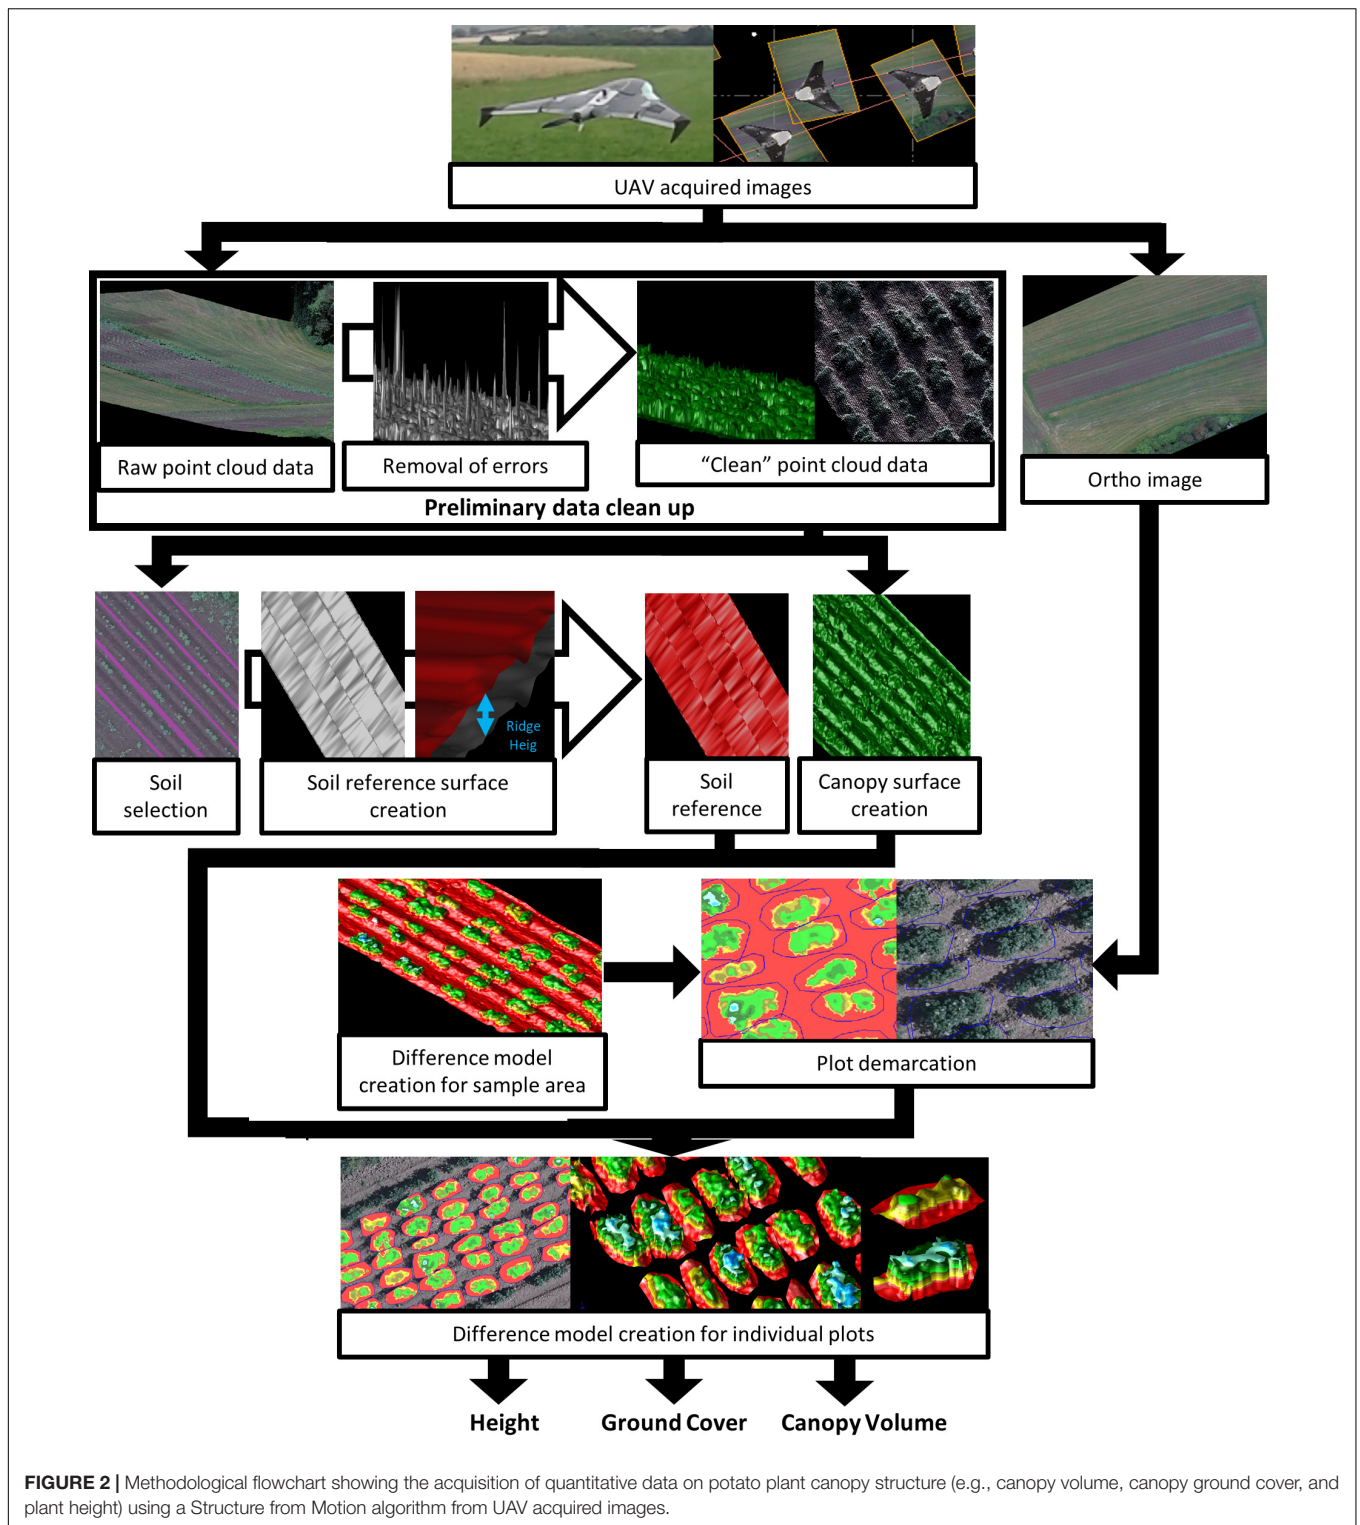 UAV acquired images
Raw point cloud data
Removal of errors
“Clean” point cloud data
Preliminary data clean up
Ortho image
Ridge
Heig
Soil
selection
Soil reference surface
creation
Soil
reference
Canopy surface
creation
Difference model
creation for sample area
Plot demarcation
Difference model creation for individual plots
Height
Ground Cover
Canopy Volume
FIGURE 2 | Methodological flowchart showing the acquisition of quantitative data on potato plant canopy structure (e.g., canopy volume, canopy ground cover, and
plant height) using a Structure from Motion algorithm from UAV acquired images.